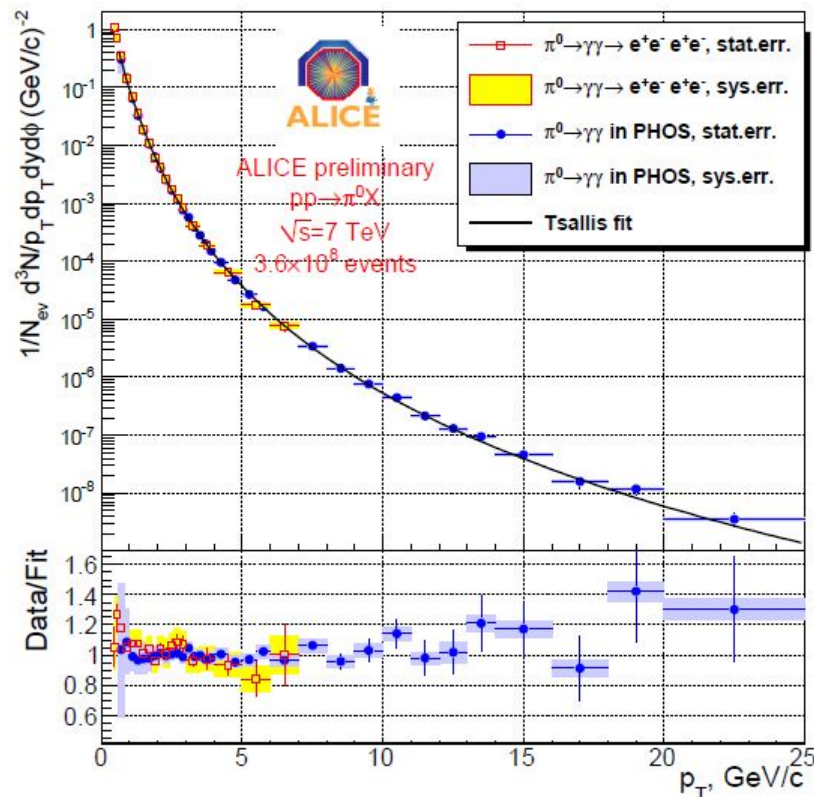 1/N_ev d³N/p_T dp_T dydϕ (GeV/c)⁻²
1
10⁻¹
10⁻²
10⁻³
10⁻⁴
10⁻⁵
10⁻⁶
10⁻⁷
10⁻⁸
ALICE
ALICE preliminary
pp→π⁰X
√s=7 TeV
3.6×10⁸ events
π⁰→γγ→ e⁺e⁻ e⁺e⁻, stat.err.
π⁰→γγ→ e⁺e⁻ e⁺e⁻, sys.err.
π⁰→γγ in PHOS, stat.err.
π⁰→γγ in PHOS, sys.err.
Tsallis fit
Data/Fit
1.6
1.4
1.2
1
0.8
0.6
0 5 10 15 20 25
p_T, GeV/c